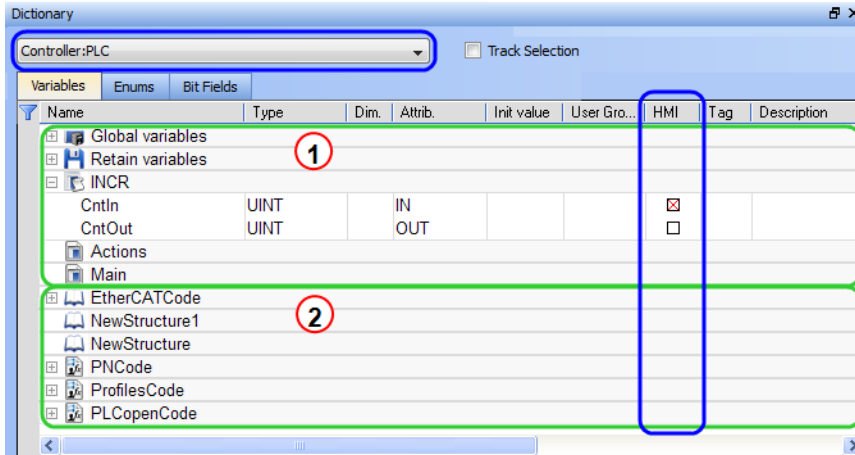 Dictionary
Controller:PLC Track Selection
Variables Enums Bit Fields
Name Type Dim. Attrib. Init value User Gro... HMI Tag Description
Global variables
1
Retain variables
INCR
CntIn UINT IN
CntOut UINT OUT
Actions
Main
EtherCATCode
2
NewStructure1
NewStructure
PNCode
ProfilesCode
PLCopenCode